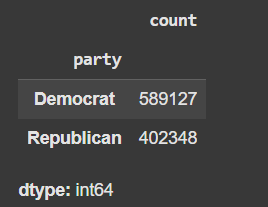 count
party
Democrat 589127
Republican 402348
dtype: int64